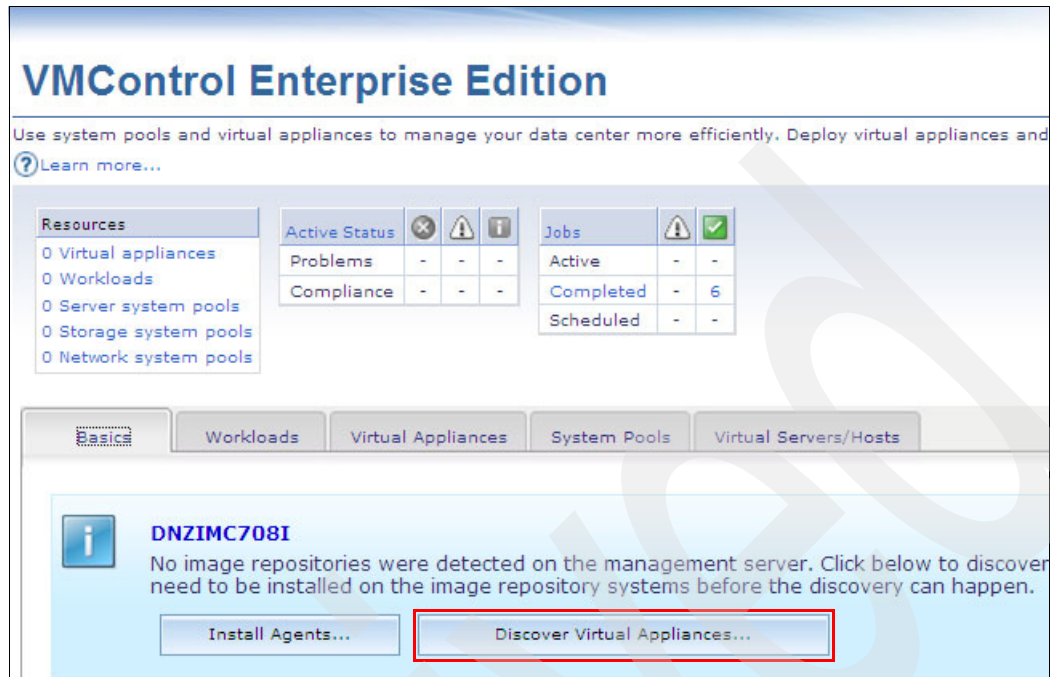 VMControl Enterprise Edition
Use system pools and virtual appliances to manage your data center more efficiently. Deploy virtual appliances and
Learn more...
Resources
0 Virtual appliances
0 Workloads
0 Server system pools
0 Storage system pools
0 Network system pools
Active Status
Problems - - -
Compliance - - -
Jobs
Active - -
Completed - 6
Scheduled - -
Basics Workloads Virtual Appliances System Pools Virtual Servers/Hosts
DNZIMC708I
No image repositories were detected on the management server. Click below to discover
need to be installed on the image repository systems before the discovery can happen.
Install Agents... Discover Virtual Appliances...